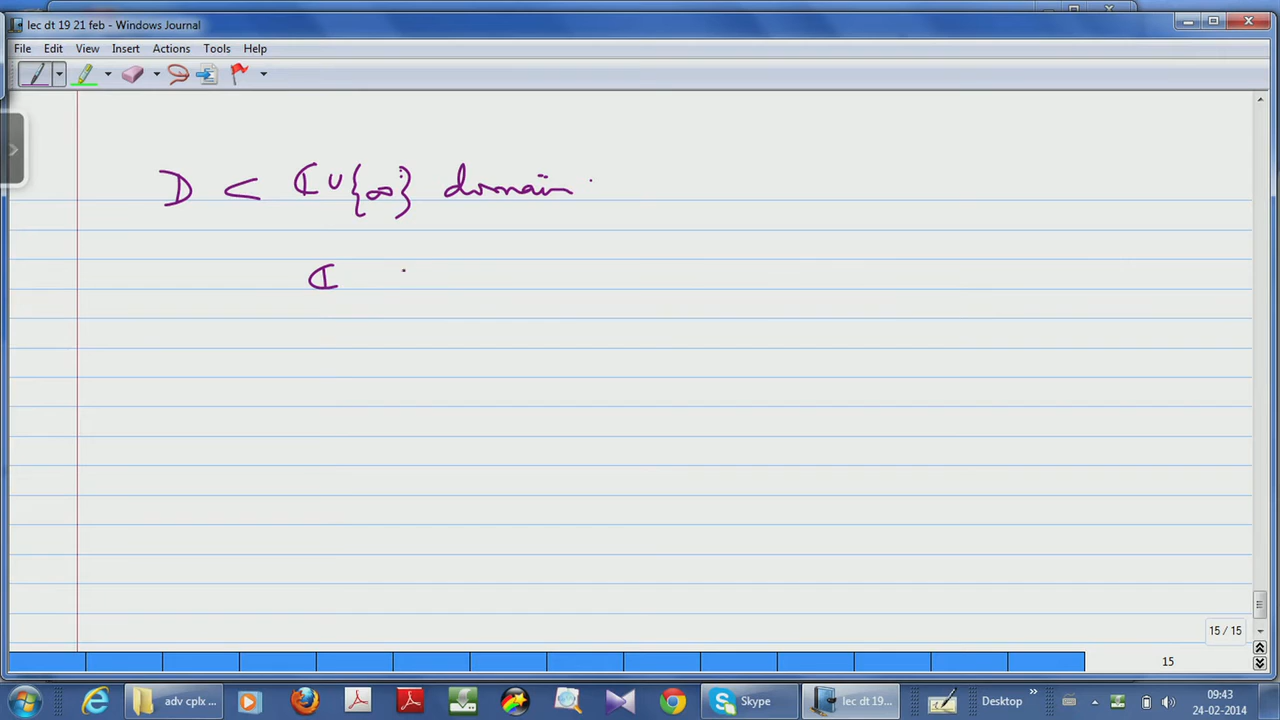 lec dt 19 21 feb - Windows Journal
File Edit View Insert Actions Tools Help
D ⊂ ℂ ∪ {∞} domain
ℂ
15 / 15
15
adv cplx ...
Skype
lec dt 19...
Desktop
09:43
24-02-2014